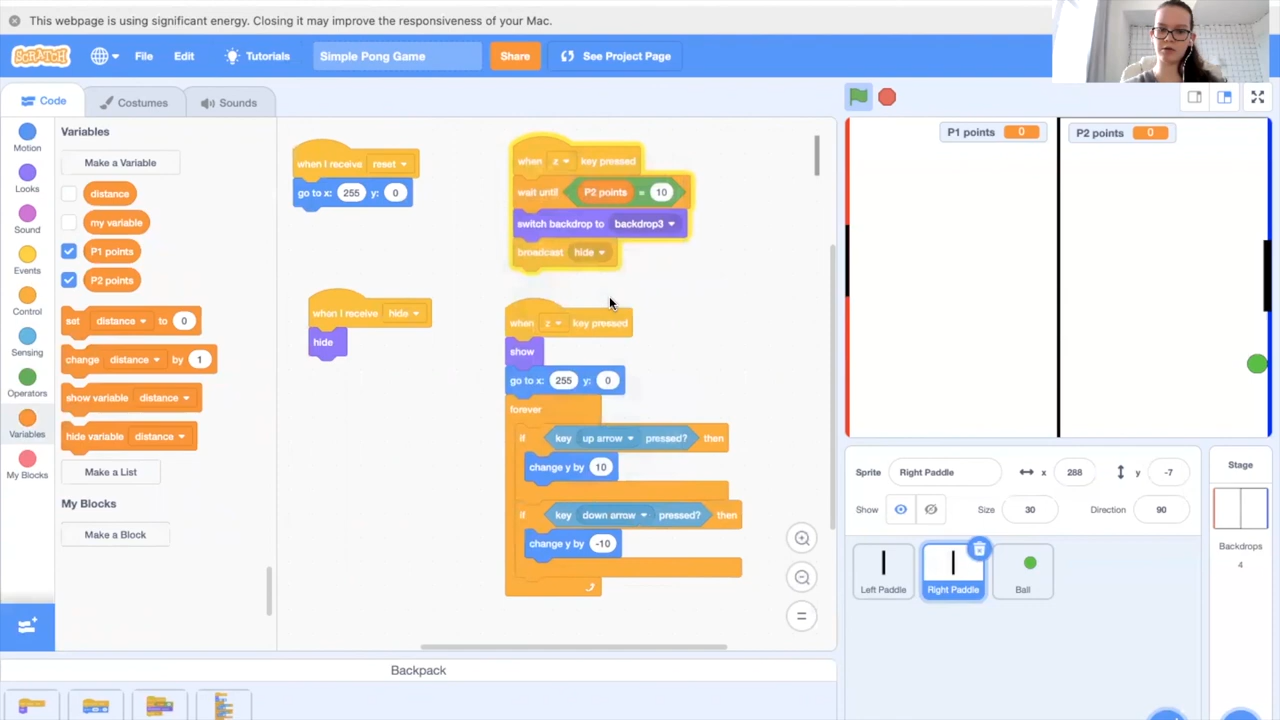 This webpage is using significant energy. Closing it may improve the responsiveness of your Mac.
SCRATCH File Edit Tutorials Simple Pong Game Share See Project Page
Code Costumes Sounds
Motion
Looks
Sound
Events
Control
Sensing
Operators
Variables
My Blocks
Variables
Make a Variable
distance
my variable
P1 points
P2 points
set distance to 0
change distance by 1
show variable distance
hide variable distance
Make a List
My Blocks
Make a Block
when I receive reset
go to x: 255 y: 0
when I receive hide
hide
when z key pressed
wait until P2 points = 10
switch backdrop to backdrop3
broadcast hide
when z key pressed
show
go to x: 255 y: 0
forever
if key up arrow pressed? then
change y by 10
if key down arrow pressed? then
change y by -10
Backpack
P1 points 0 P2 points 0
Sprite Right Paddle x 288 y -7
Show Size 30 Direction 90
Left Paddle Right Paddle Ball
Stage
Backdrops
4